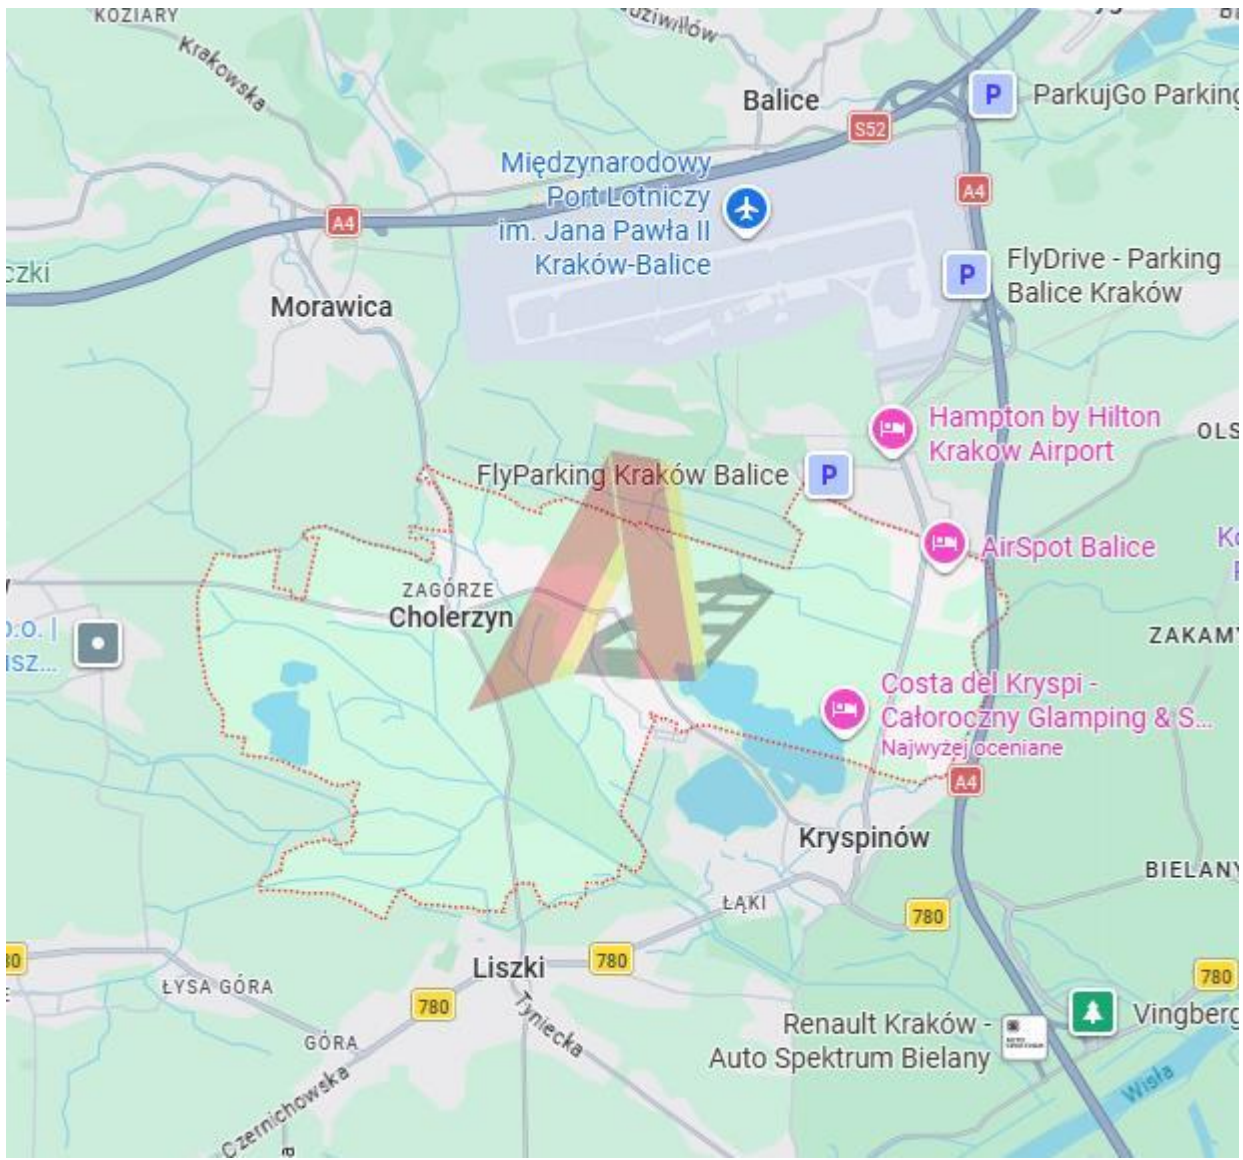 KOZIARY
Krakowska
Balice
P
ParkujGo Parking
S52
Międzynarodowy
Port Lotniczy
im. Jana Pawła II
Kraków-Balice
A4
A4
czki
Morawica
P
FlyDrive - Parking
Balice Kraków
Hampton by Hilton
Krakow Airport
OLS
FlyParking Kraków Balice
P
AirSpot Balice
ZAGÓRZE
Cholerzyn
o.o. |
usz...
ZAKAMY
Costa del Kryspi -
Całoroczny Glamping & S...
Najwyżej oceniane
A4
Kryspinów
BIELANY
ŁĄKI
780
Liszki
780
780
ŁYSA GÓRA
780
Tyniecka
GÓRA
Renault Kraków -
Auto Spektrum Bielany
Vingberg
Czernichowska
Wisła